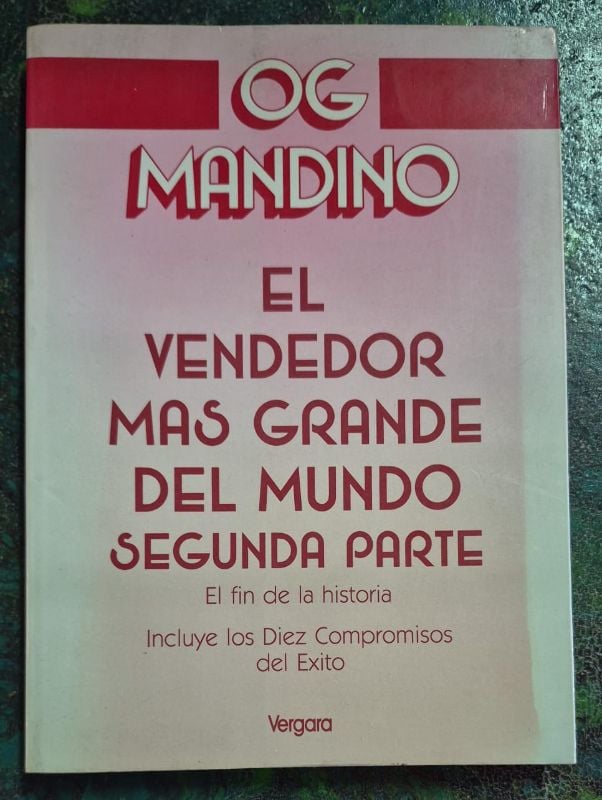 OG
MANDINO
EL
VENDEDOR
MAS GRANDE
DEL MUNDO
SEGUNDA PARTE
El fin de la historia
Incluye los Diez Compromisos
del Exito
Vergara